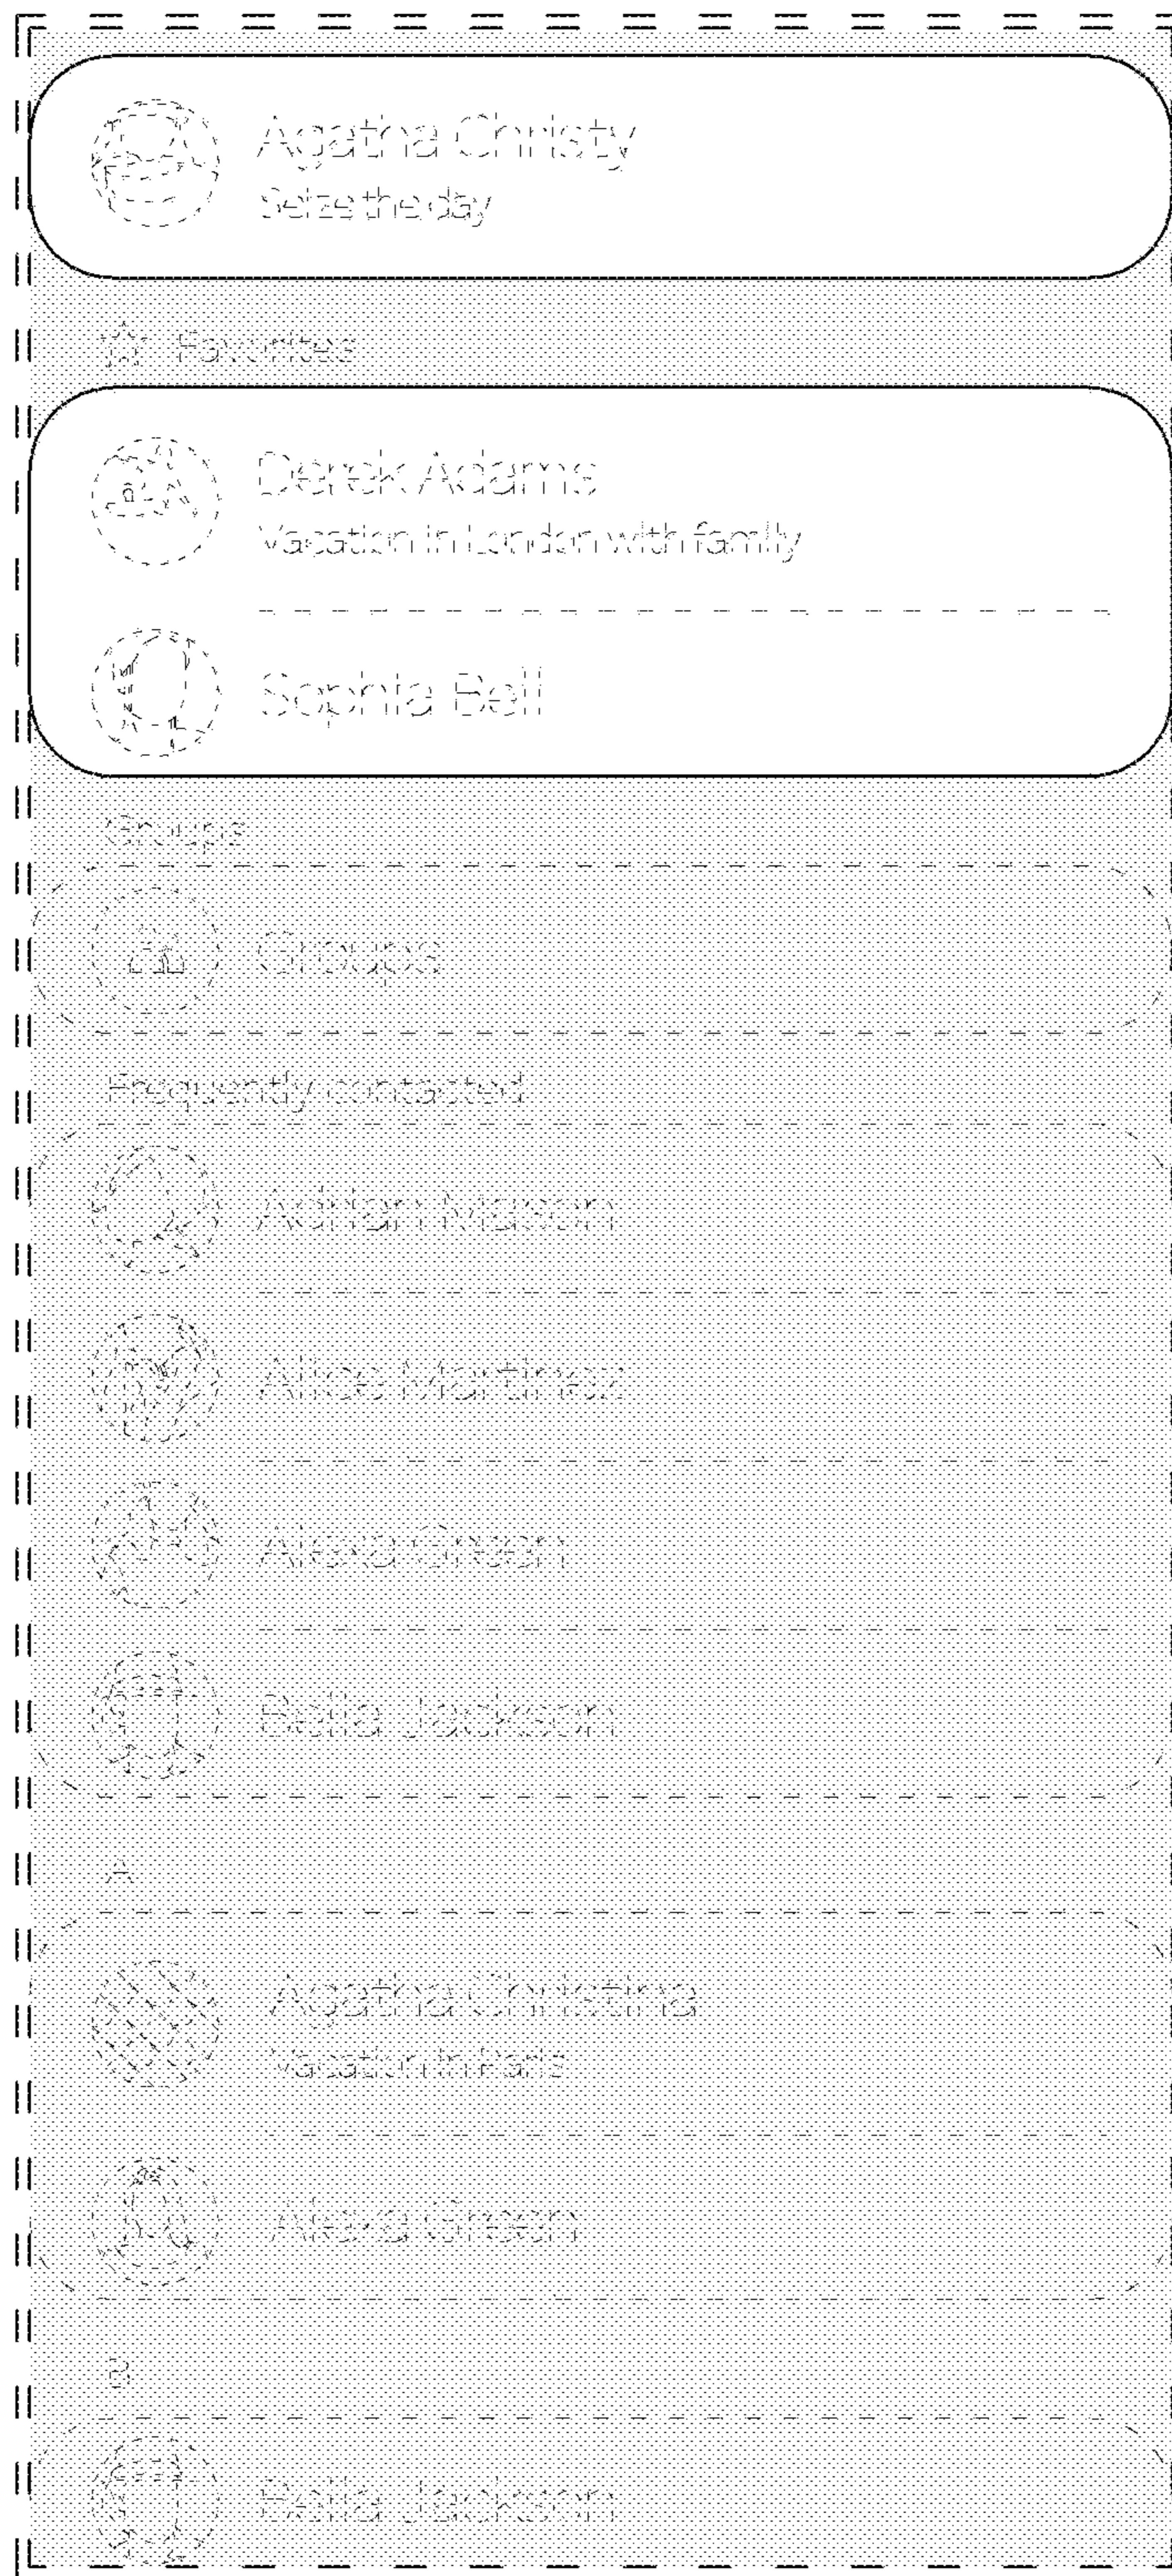 Agatha Christy
Seize the day
Favorites
Derek Adams
Vacation in London with family
Sophia Bell
Groups
Groups
Frequently contacted
Adrian Mason
Alice Martinez
Alexa Green
Bella Jackson
A
Agatha Christina
Vacation in Paris
Alexa Green
B
Bella Jackson